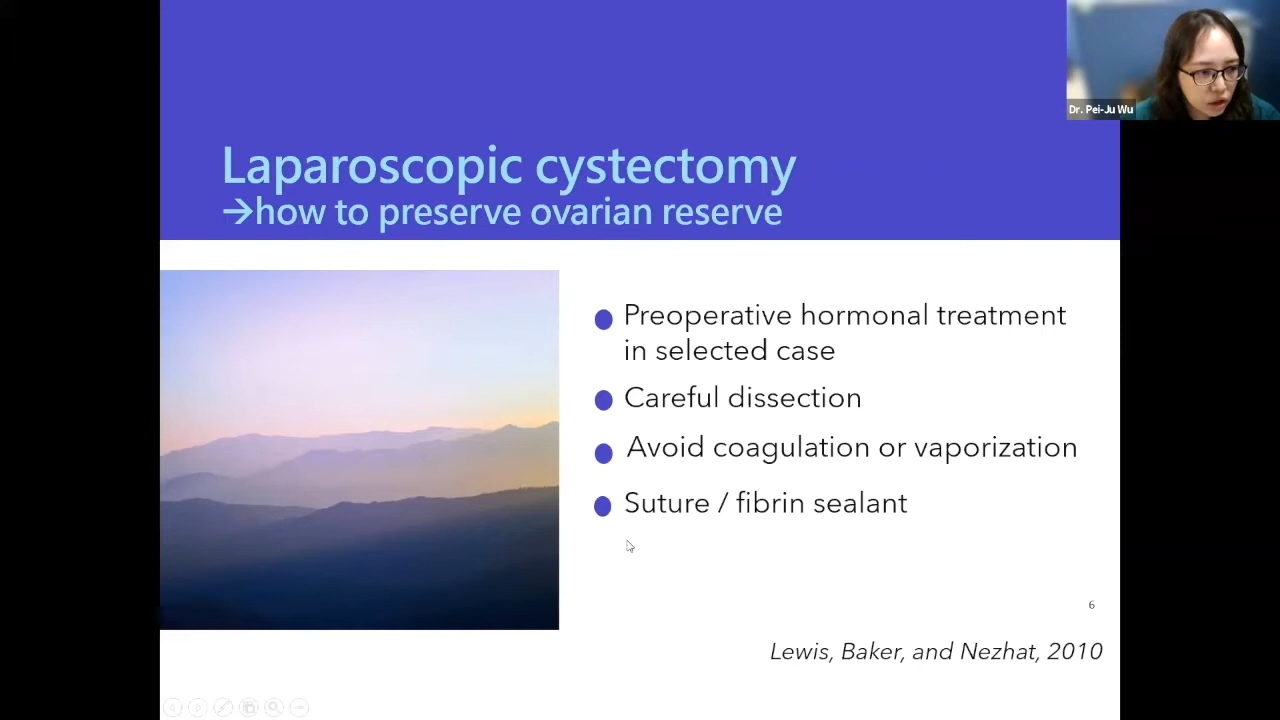 Dr. Pei-Ju Wu
Laparoscopic cystectomy
→how to preserve ovarian reserve
Preoperative hormonal treatment
in selected case
Careful dissection
Avoid coagulation or vaporization
Suture / fibrin sealant
6
Lewis, Baker, and Nezhat, 2010